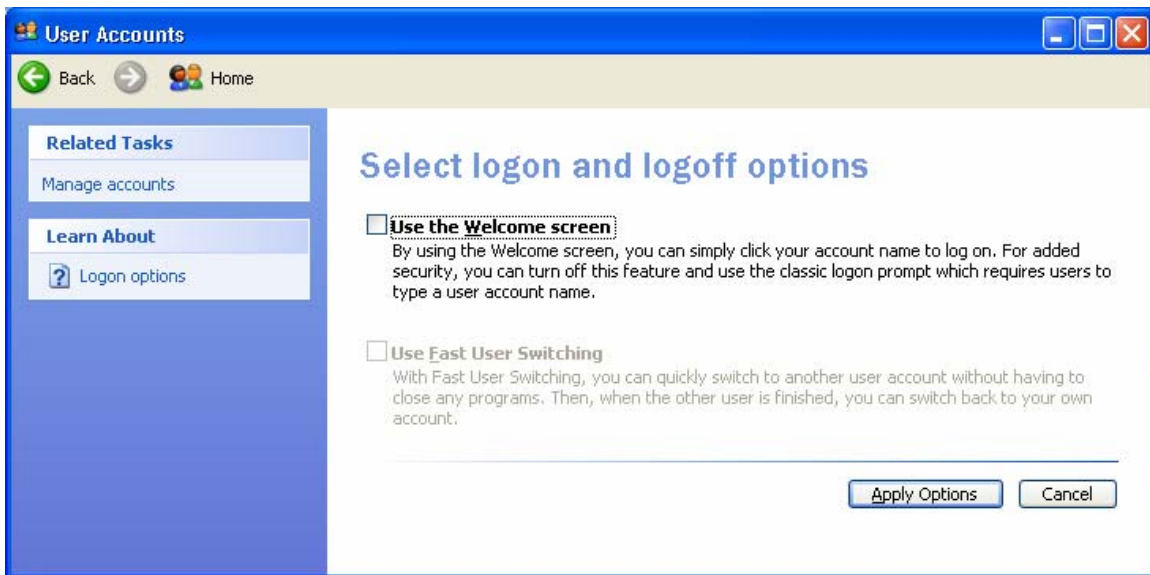 User Accounts
Back
Home
Related Tasks
Manage accounts
Learn About
Logon options
Select logon and logoff options
Use the Welcome screen
By using the Welcome screen, you can simply click your account name to log on. For added
security, you can turn off this feature and use the classic logon prompt which requires users to
type a user account name.
Use Fast User Switching
With Fast User Switching, you can quickly switch to another user account without having to
close any programs. Then, when the other user is finished, you can switch back to your own
account.
Apply Options
Cancel